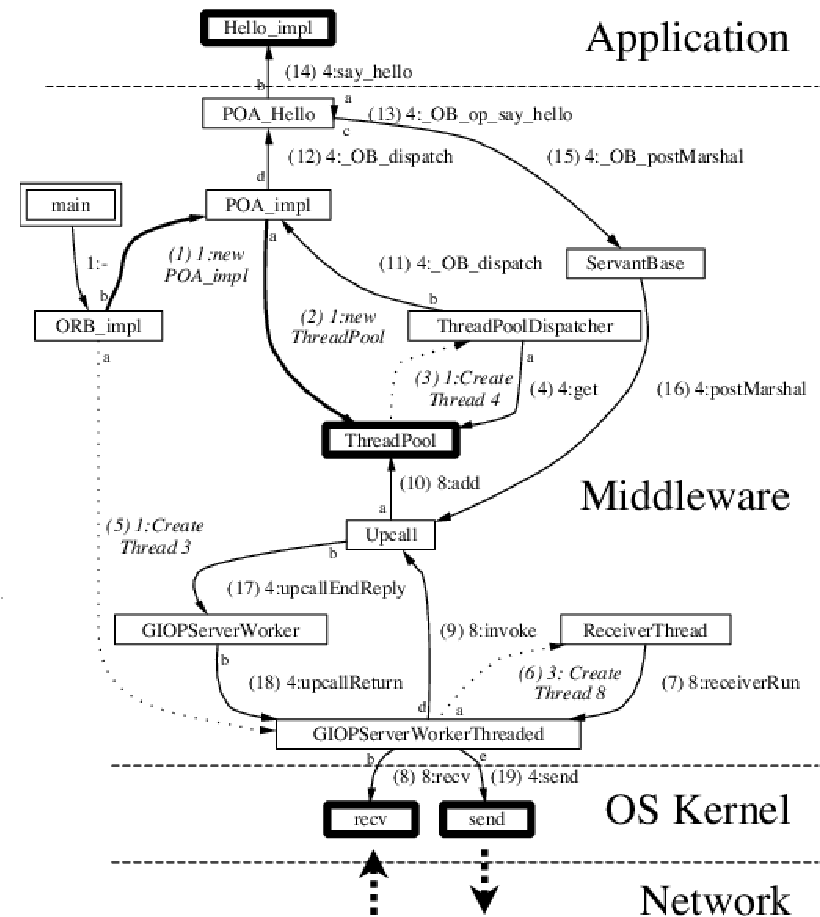 Hello_impl
Application
(14) 4:say_hello
b
a
POA_Hello
(13) 4:_OB_op_say_hello
c
(12) 4:_OB_dispatch
(15) 4:_OB_postMarshal
d
main
POA_impl
a
(1) 1:new
POA_impl
1:-
(11) 4:_OB_dispatch
ServantBase
b
b
ORB_impl
(2) 1:new
ThreadPool
ThreadPoolDispatcher
a
a
(3) 1:Create
Thread 4
(4) 4:get
(16) 4:postMarshal
ThreadPool
(10) 8:add
Middleware
a
(5) 1:Create
Thread 3
Upcall
b
(17) 4:upcallEndReply
GIOPServerWorker
(9) 8:invoke
ReceiverThread
b
(18) 4:upcallReturn
(6) 3: Create
Thread 8
(7) 8:receiverRun
d
a
GIOPServerWorkerThreaded
b
e
(8) 8:recv
(19) 4:send
recv
send
OS Kernel
Network